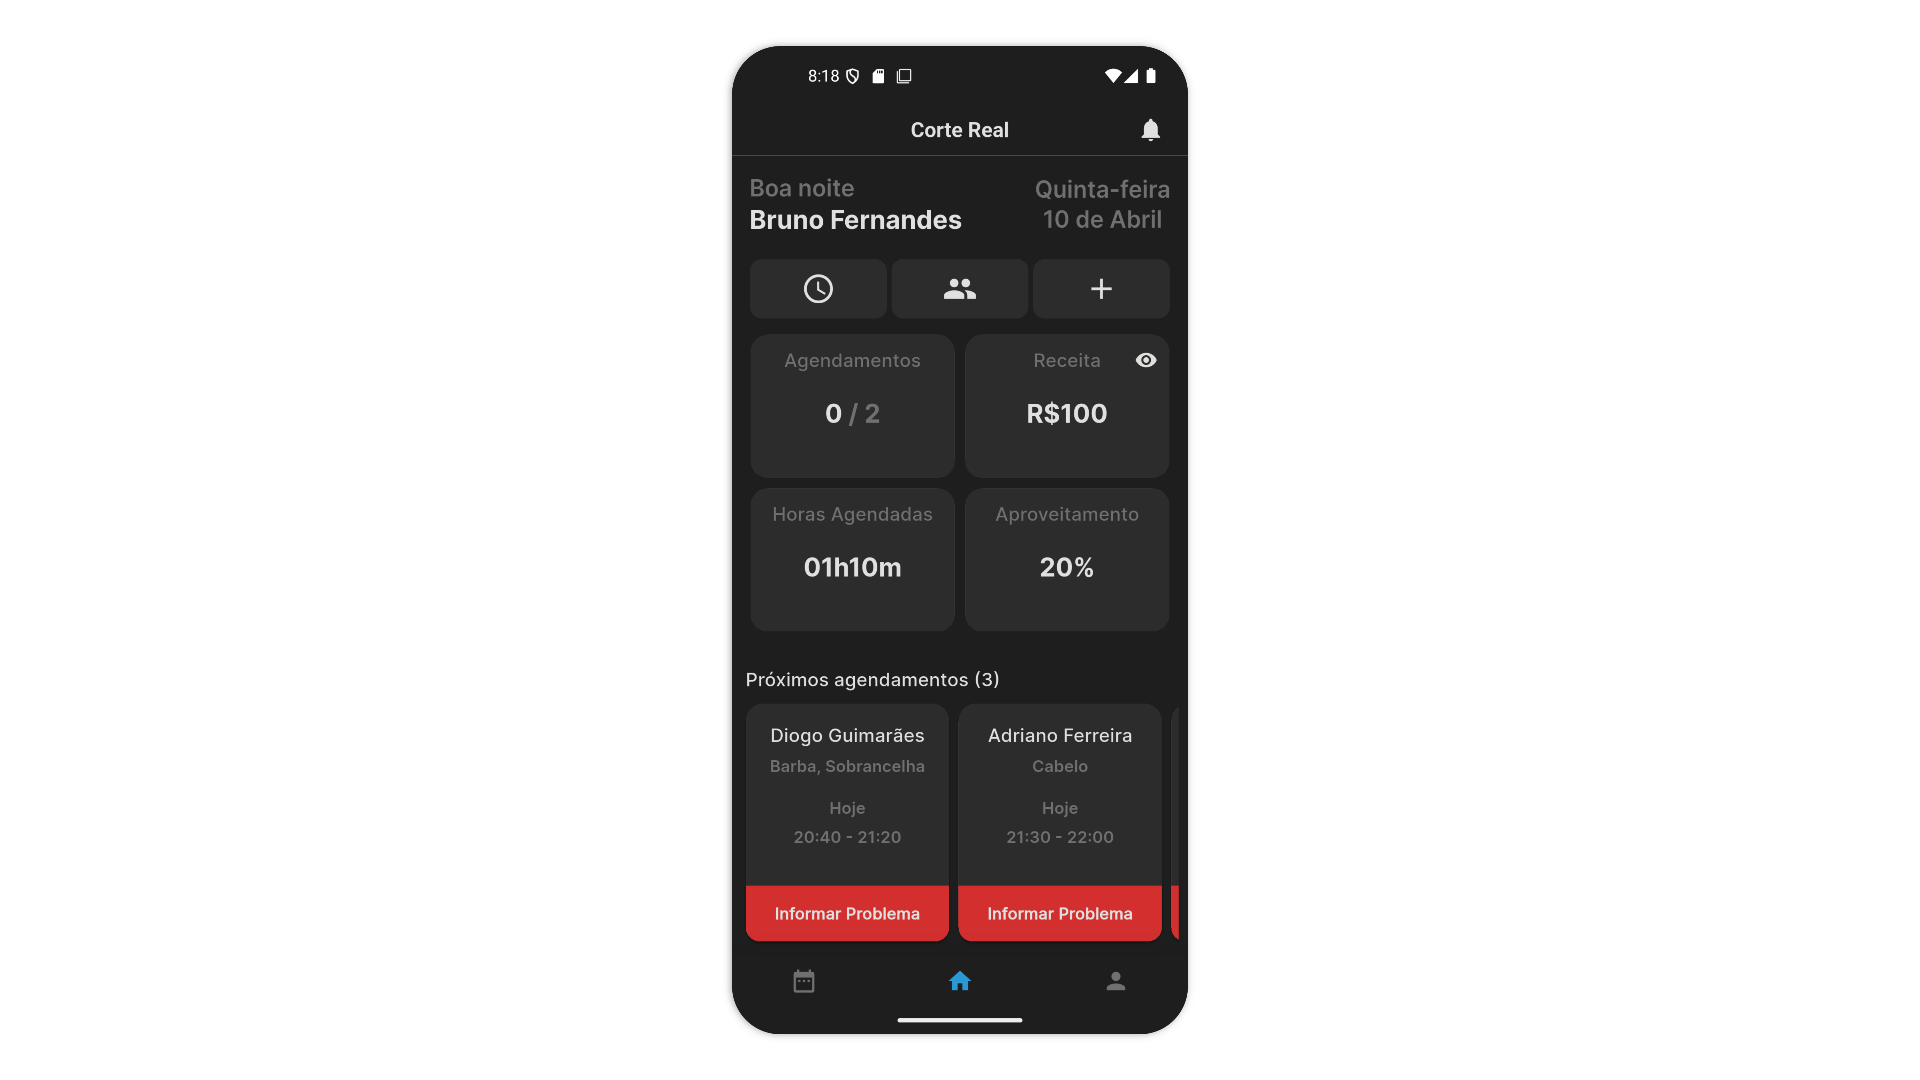 8:18
Corte Real
Boa noite
Bruno Fernandes
Quinta-feira
10 de Abril
Agendamentos
0 / 2
Receita
R$100
Horas Agendadas
01h10m
Aproveitamento
20%
Próximos agendamentos (3)
Diogo Guimarães
Barba, Sobrancelha
Hoje
20:40 - 21:20
Informar Problema
Adriano Ferreira
Cabelo
Hoje
21:30 - 22:00
Informar Problema